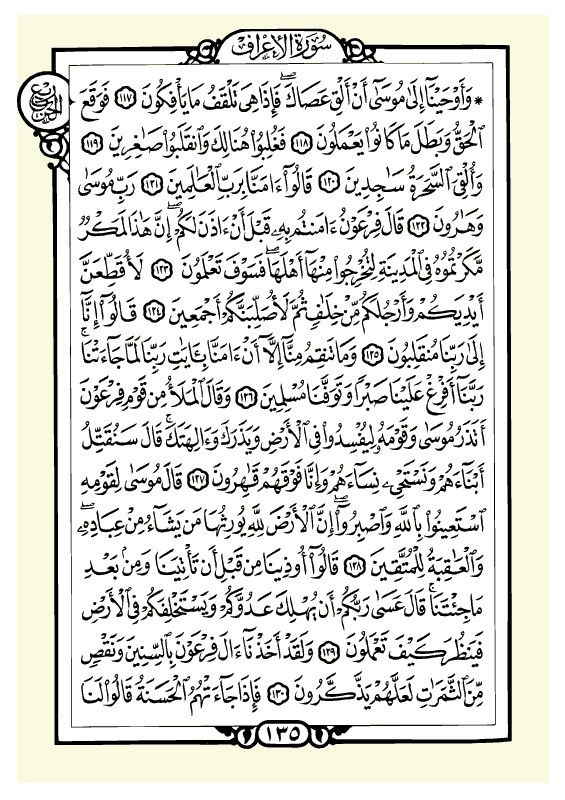 سُورَةُ الأَعْرَافِ
* وَأَوْحَيْنَآ إِلَىٰ مُوسَىٰٓ أَنْ أَلْقِ عَصَاكَ ۖ فَإِذَا هِىَ تَلْقَفُ مَا يَأْفِكُونَ ١١٧ فَوَقَعَ
ٱلْحَقُّ وَبَطَلَ مَا كَانُوا۟ يَعْمَلُونَ ١١٨ فَغُلِبُوا۟ هُنَالِكَ وَٱنقَلَبُوا۟ صَٰغِرِينَ ١١٩
وَأُلْقِىَ ٱلسَّحَرَةُ سَٰجِدِينَ ١٢٠ قَالُوٓا۟ ءَامَنَّا بِرَبِّ ٱلْعَٰلَمِينَ ١٢١ رَبِّ مُوسَىٰ
وَهَٰرُونَ ١٢٢ قَالَ فِرْعَوْنُ ءَامَنتُم بِهِۦ قَبْلَ أَنْ ءَاذَنَ لَكُمْ ۖ إِنَّ هَٰذَا لَمَكْرٌ
مَّكَرْتُمُوهُ فِى ٱلْمَدِينَةِ لِتُخْرِجُوا۟ مِنْهَآ أَهْلَهَا ۖ فَسَوْفَ تَعْلَمُونَ ١٢٣ لَأُقَطِّعَنَّ
أَيْدِيَكُمْ وَأَرْجُلَكُم مِّنْ خِلَٰفٍ ثُمَّ لَأُصَلِّبَنَّكُمْ أَجْمَعِينَ ١٢٤ قَالُوٓا۟ إِنَّآ
إِلَىٰ رَبِّنَا مُنقَلِبُونَ ١٢٥ وَمَا تَنقِمُ مِنَّآ إِلَّآ أَنْ ءَامَنَّا بِـَٔايَٰتِ رَبِّنَا لَمَّا جَآءَتْنَا ۚ
رَبَّنَآ أَفْرِغْ عَلَيْنَا صَبْرًا وَتَوَفَّنَا مُسْلِمِينَ ١٢٦ وَقَالَ ٱلْمَلَأُ مِن قَوْمِ فِرْعَوْنَ
أَتَذَرُ مُوسَىٰ وَقَوْمَهُۥ لِيُفْسِدُوا۟ فِى ٱلْأَرْضِ وَيَذَرَكَ وَءَالِهَتَكَ ۚ قَالَ سَنُقَتِّلُ
أَبْنَآءَهُمْ وَنَسْتَحْىِۦ نِسَآءَهُمْ وَإِنَّا فَوْقَهُمْ قَٰهِرُونَ ١٢٧ قَالَ مُوسَىٰ لِقَوْمِهِ
ٱسْتَعِينُوا۟ بِٱللَّهِ وَٱصْبِرُوٓا۟ ۖ إِنَّ ٱلْأَرْضَ لِلَّهِ يُورِثُهَا مَن يَشَآءُ مِنْ عِبَادِهِۦ ۖ
وَٱلْعَٰقِبَةُ لِلْمُتَّقِينَ ١٢٨ قَالُوٓا۟ أُوذِينَا مِن قَبْلِ أَن تَأْتِيَنَا وَمِنۢ بَعْدِ
مَا جِئْتَنَا ۚ قَالَ عَسَىٰ رَبُّكُمْ أَن يُهْلِكَ عَدُوَّكُمْ وَيَسْتَخْلِفَكُمْ فِى ٱلْأَرْضِ
فَيَنظُرَ كَيْفَ تَعْمَلُونَ ١٢٩ وَلَقَدْ أَخَذْنَآ ءَالَ فِرْعَوْنَ بِٱلسِّنِينَ وَنَقْصٍ
مِّنَ ٱلثَّمَرَٰتِ لَعَلَّهُمْ يَذَّكَّرُونَ ١٣٠ فَإِذَا جَآءَتْهُمُ ٱلْحَسَنَةُ قَالُوا۟ لَنَا
١٣٥